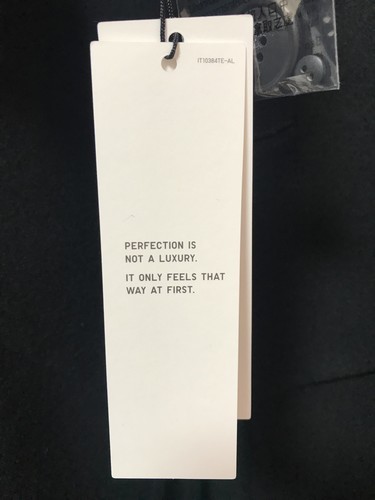 IT10384TE-AL
PERFECTION IS
NOT A LUXURY.
IT ONLY FEELS THAT
WAY AT FIRST.